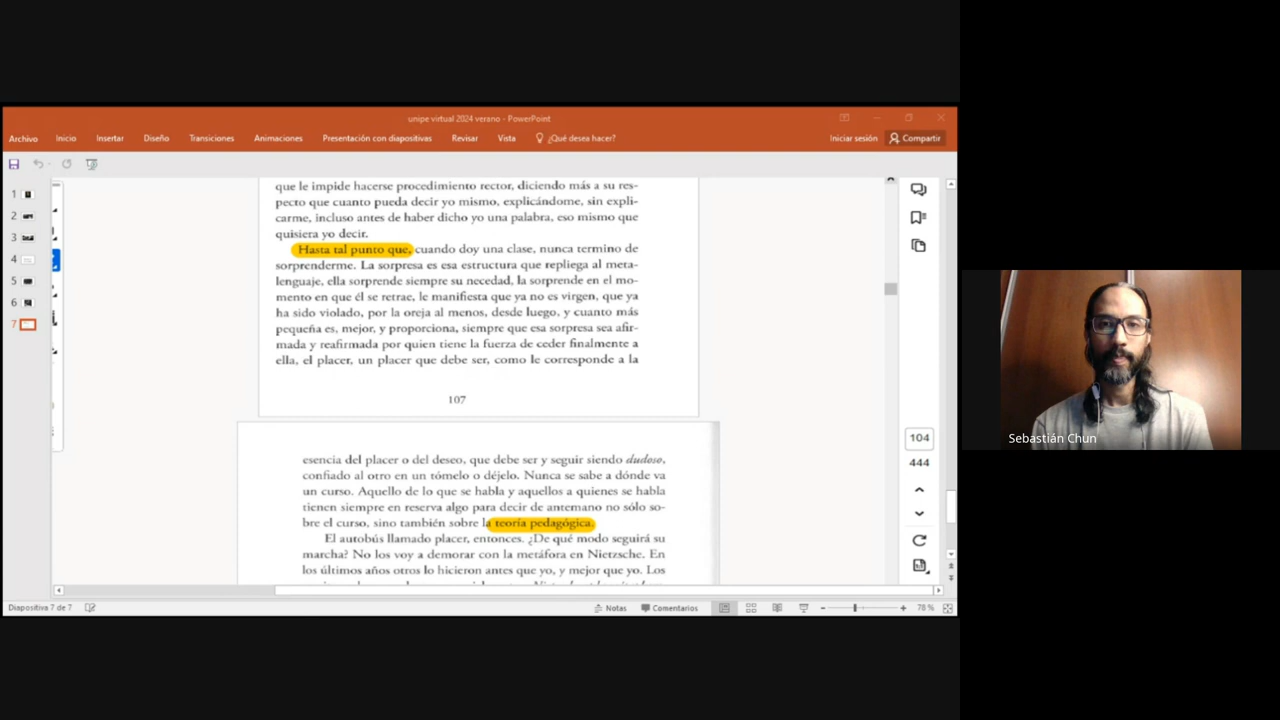 unipe virtual 2024 verano - PowerPoint
Archivo Inicio Insertar Diseño Transiciones Animaciones Presentación con diapositivas Revisar Vista ¿Qué desea hacer? Iniciar sesión Compartir
1
2
3
4
5
6
7
que le impide hacerse procedimiento rector, diciendo más a su res-
pecto que cuanto pueda decir yo mismo, explicándome, sin expli-
carme, incluso antes de haber dicho yo una palabra, eso mismo que
quisiera yo decir.
Hasta tal punto que, cuando doy una clase, nunca termino de
sorprenderme. La sorpresa es esa estructura que repliega al meta-
lenguaje, ella sorprende siempre su necedad, la sorprende en el mo-
mento en que él se retrae, le manifiesta que ya no es virgen, que ya
ha sido violado, por la oreja al menos, desde luego, y cuanto más
pequeña es, mejor, y proporciona, siempre que esa sorpresa sea afir-
mada y reafirmada por quien tiene la fuerza de ceder finalmente a
ella, el placer, un placer que debe ser, como le corresponde a la
107
esencia del placer o del deseo, que debe ser y seguir siendo dudoso,
confiado al otro en un tómelo o déjelo. Nunca se sabe a dónde va
un curso. Aquello de lo que se habla y aquellos a quienes se habla
tienen siempre en reserva algo para decir de antemano no sólo so-
bre el curso, sino también sobre la teoría pedagógica.
El autobús llamado placer, entonces. ¿De qué modo seguirá su
marcha? No los voy a demorar con la metáfora en Nietzsche. En
los últimos años otros lo hicieron antes que yo, y mejor que yo. Los
104
444
Diapositiva 7 de 7 Notas Comentarios 78 %
Sebastián Chun